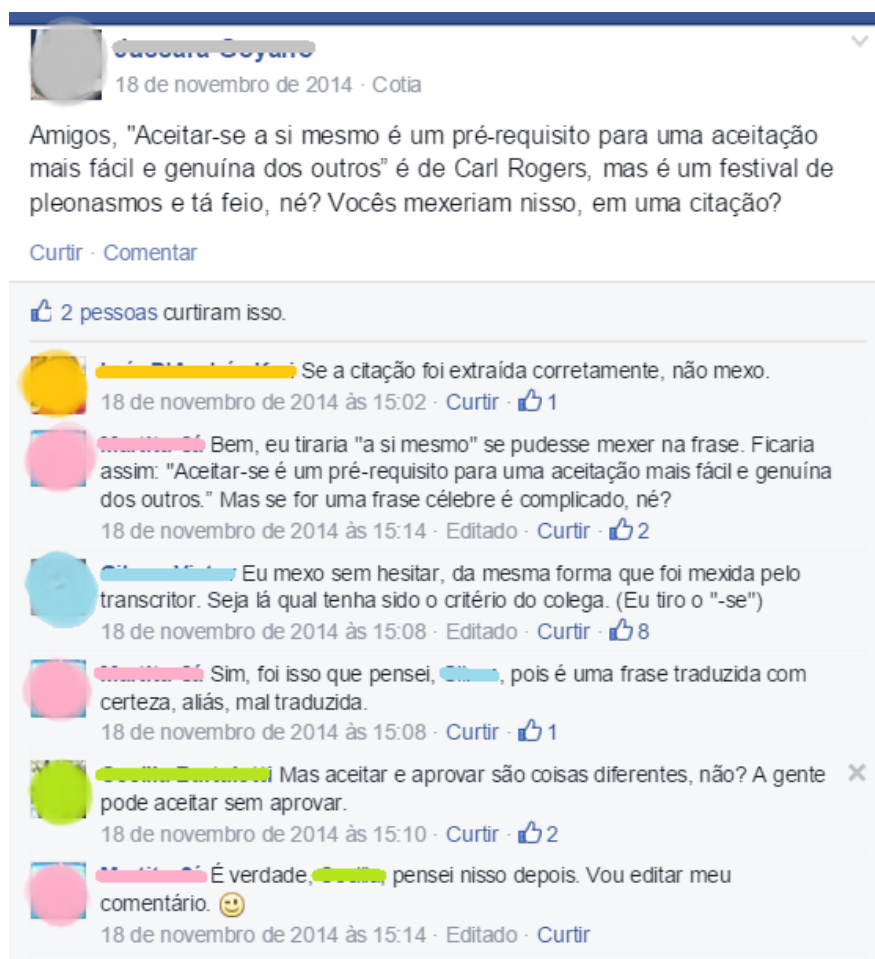 18 de novembro de 2014 · Cotia
Amigos, "Aceitar-se a si mesmo é um pré-requisito para uma aceitação
mais fácil e genuína dos outros” é de Carl Rogers, mas é um festival de
pleonasmos e tá feio, né? Vocês mexeriam nisso, em uma citação?
Curtir · Comentar
2 pessoas curtiram isso.
Se a citação foi extraída corretamente, não mexo.
18 de novembro de 2014 às 15:02 · Curtir · 1
Bem, eu tiraria "a si mesmo" se pudesse mexer na frase. Ficaria
assim: "Aceitar-se é um pré-requisito para uma aceitação mais fácil e genuína
dos outros.” Mas se for uma frase célebre é complicado, né?
18 de novembro de 2014 às 15:14 · Editado · Curtir · 2
Eu mexo sem hesitar, da mesma forma que foi mexida pelo
transcritor. Seja lá qual tenha sido o critério do colega. (Eu tiro o "-se")
18 de novembro de 2014 às 15:08 · Editado · Curtir · 8
Sim, foi isso que pensei, , pois é uma frase traduzida com
certeza, aliás, mal traduzida.
18 de novembro de 2014 às 15:08 · Curtir · 1
Mas aceitar e aprovar são coisas diferentes, não? A gente
pode aceitar sem aprovar.
18 de novembro de 2014 às 15:10 · Curtir · 2
É verdade, , pensei nisso depois. Vou editar meu
comentário.
18 de novembro de 2014 às 15:14 · Editado · Curtir